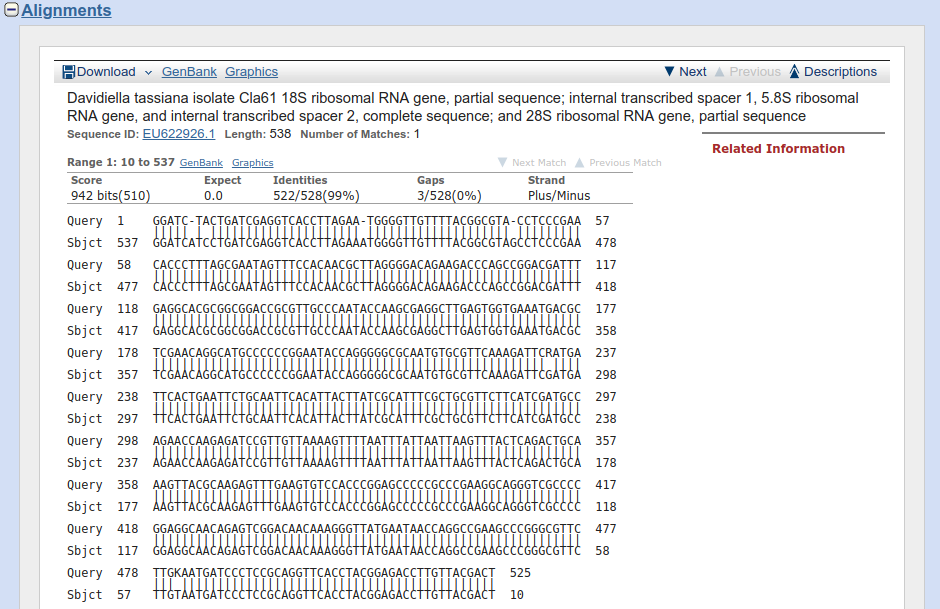 Alignments
Download GenBank Graphics Next Previous Descriptions
Davidiella tassiana isolate Cla61 18S ribosomal RNA gene, partial sequence; internal transcribed spacer 1, 5.8S ribosomal
RNA gene, and internal transcribed spacer 2, complete sequence; and 28S ribosomal RNA gene, partial sequence
Sequence ID: EU622926.1 Length: 538 Number of Matches: 1
Related Information
Range 1: 10 to 537 GenBank Graphics Next Match Previous Match
Score Expect Identities Gaps Strand
942 bits(510) 0.0 522/528(99%) 3/528(0%) Plus/Minus
Query 1 GGATC-TACTGATCGAGGTCACCTTAGAA-TGGGGTTGTTTTACGGCGTA-CCTCCCGAA 57
Sbjct 537 GGATCATCCTGATCGAGGTCACCTTAGAAATGGGGTTGTTTTACGGCGTAGCCTCCCGAA 478
Query 58 CACCCTTTAGCGAATAGTTTCCACAACGCTTAGGGGACAGAAGACCCAGCCGGACGATTT 117
Sbjct 477 CACCCTTTAGCGAATAGTTTCCACAACGCTTAGGGGACAGAAGACCCAGCCGGACGATTT 418
Query 118 GAGGCACGCGGCGGACCGCGTTGCCCAATACCAAGCGAGGCTTGAGTGGTGAAATGACGC 177
Sbjct 417 GAGGCACGCGGCGGACCGCGTTGCCCAATACCAAGCGAGGCTTGAGTGGTGAAATGACGC 358
Query 178 TCGAACAGGCATGCCCCCCGGAATACCAGGGGGCGCAATGTGCGTTCAAAGATTCRATGA 237
Sbjct 357 TCGAACAGGCATGCCCCCCGGAATACCAGGGGGCGCAATGTGCGTTCAAAGATTCGATGA 298
Query 238 TTCACTGAATTCTGCAATTCACATTACTTATCGCATTTCGCTGCGTTCTTCATCGATGCC 297
Sbjct 297 TTCACTGAATTCTGCAATTCACATTACTTATCGCATTTCGCTGCGTTCTTCATCGATGCC 238
Query 298 AGAACCAAGAGATCCGTTGTTAAAAGTTTTAATTTATTAATTAAGTTTACTCAGACTGCA 357
Sbjct 237 AGAACCAAGAGATCCGTTGTTAAAAGTTTTAATTTATTAATTAAGTTTACTCAGACTGCA 178
Query 358 AAGTTACGCAAGAGTTTGAAGTGTCCACCCGGAGCCCCCGCCCGAAGGCAGGGTCGCCCC 417
Sbjct 177 AAGTTACGCAAGAGTTTGAAGTGTCCACCCGGAGCCCCCGCCCGAAGGCAGGGTCGCCCC 118
Query 418 GGAGGCAACAGAGTCGGACAACAAAGGGTTATGAATAACCAGGCCGAAGCCCGGGCGTTC 477
Sbjct 117 GGAGGCAACAGAGTCGGACAACAAAGGGTTATGAATAACCAGGCCGAAGCCCGGGCGTTC 58
Query 478 TTGKAATGATCCCTCCGCAGGTTCACCTACGGAGACCTTGTTACGACT 525
Sbjct 57 TTGTAATGATCCCTCCGCAGGTTCACCTACGGAGACCTTGTTACGACT 10